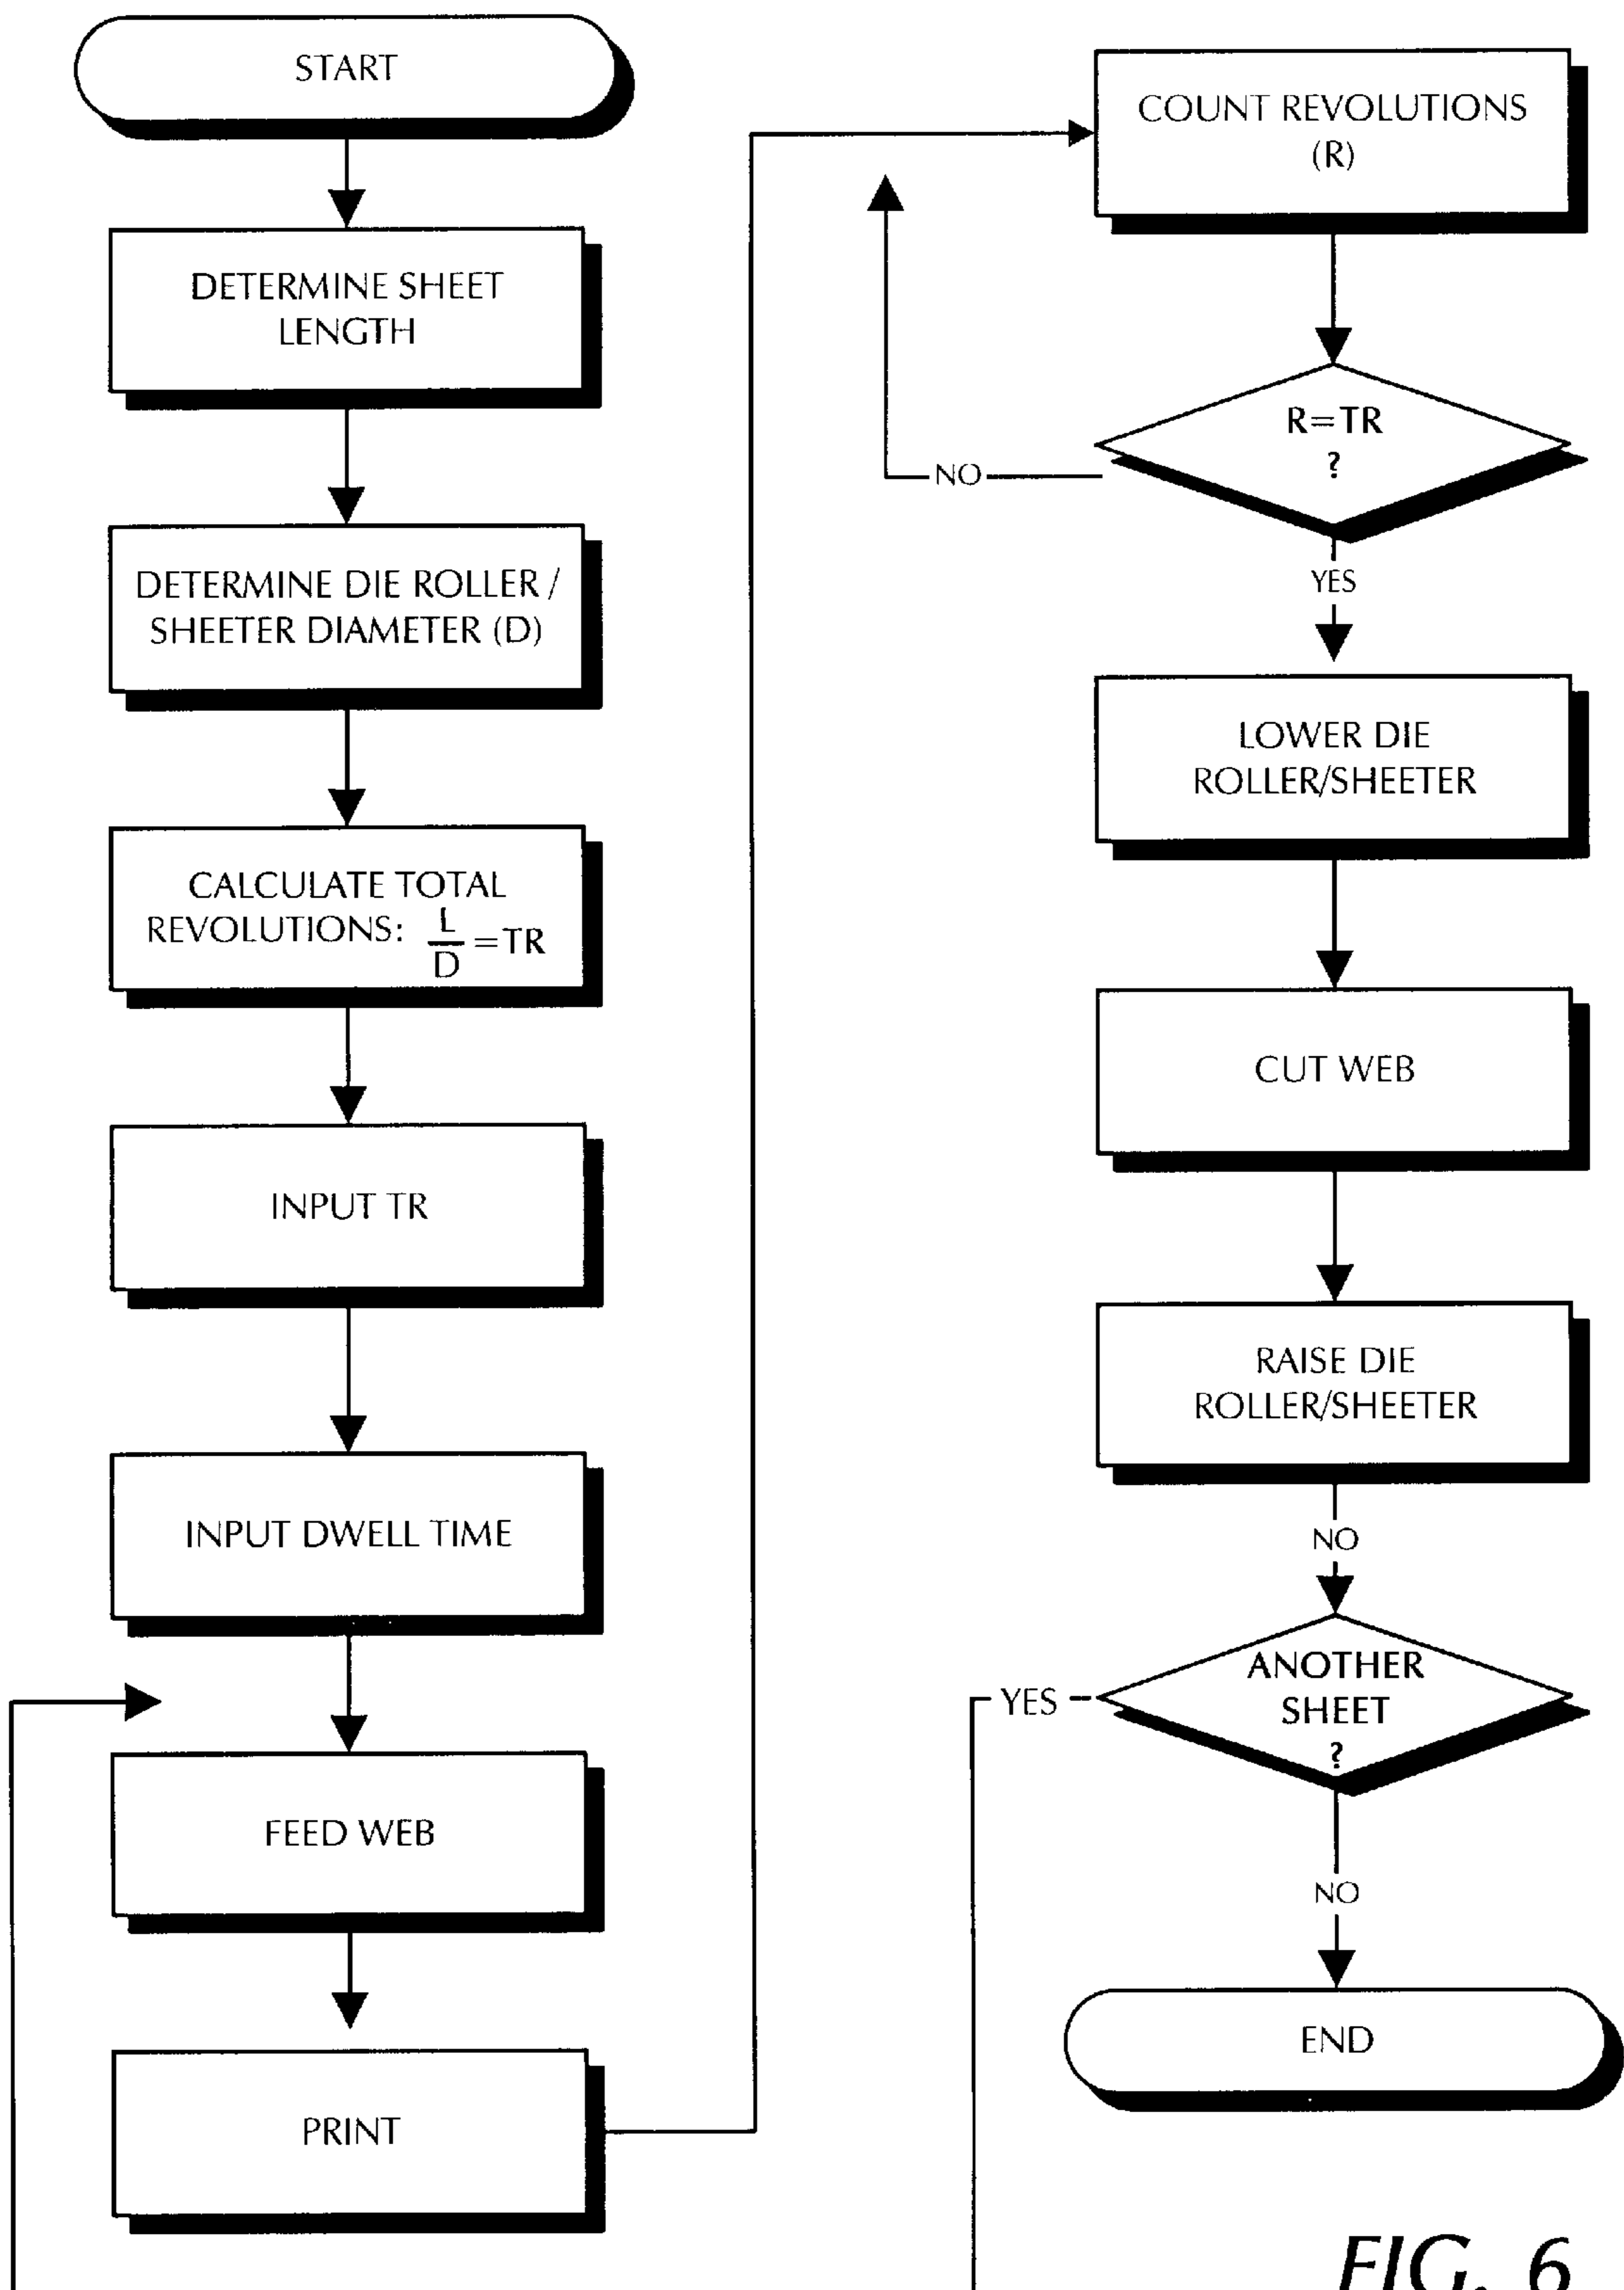 START
DETERMINE SHEET
LENGTH
DETERMINE DIE ROLLER /
SHEETER DIAMETER (D)
CALCULATE TOTAL
REVOLUTIONS: L/D =TR
INPUT TR
INPUT DWELL TIME
FEED WEB
PRINT
COUNT REVOLUTIONS
(R)
R=TR
?
NO
YES
LOWER DIE
ROLLER/SHEETER
CUT WEB
RAISE DIE
ROLLER/SHEETER
NO
ANOTHER
SHEET
?
YES
NO
END
FIG. 6